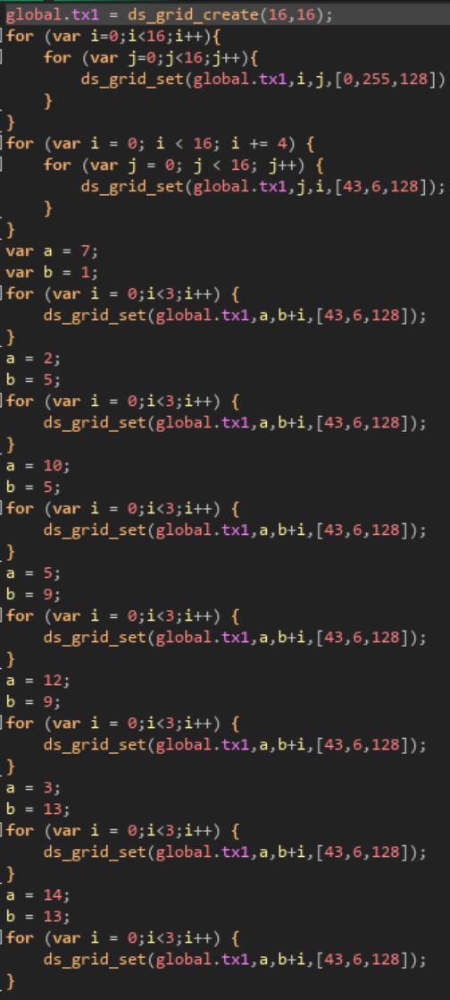 global.tx1 = ds_grid_create(16,16);
for (var i=0;i<16;i++){
    for (var j=0;j<16;j++){
        ds_grid_set(global.tx1,i,j,[0,255,128])
    }
}
for (var i = 0; i < 16; i += 4) {
    for (var j = 0; j < 16; j++) {
        ds_grid_set(global.tx1,j,i,[43,6,128]);
    }
}
var a = 7;
var b = 1;
for (var i = 0;i<3;i++) {
    ds_grid_set(global.tx1,a,b+i,[43,6,128]);
}
a = 2;
b = 5;
for (var i = 0;i<3;i++) {
    ds_grid_set(global.tx1,a,b+i,[43,6,128]);
}
a = 10;
b = 5;
for (var i = 0;i<3;i++) {
    ds_grid_set(global.tx1,a,b+i,[43,6,128]);
}
a = 5;
b = 9;
for (var i = 0;i<3;i++) {
    ds_grid_set(global.tx1,a,b+i,[43,6,128]);
}
a = 12;
b = 9;
for (var i = 0;i<3;i++) {
    ds_grid_set(global.tx1,a,b+i,[43,6,128]);
}
a = 3;
b = 13;
for (var i = 0;i<3;i++) {
    ds_grid_set(global.tx1,a,b+i,[43,6,128]);
}
a = 14;
b = 13;
for (var i = 0;i<3;i++) {
    ds_grid_set(global.tx1,a,b+i,[43,6,128]);
}